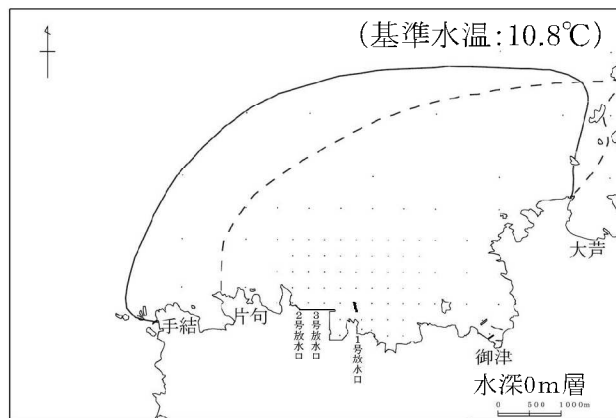 (基準水温:10.8℃)
大芦
手結
片句
2号放水口
3号放水口
1号放水口
御津
水深0m層
0 500 1000m